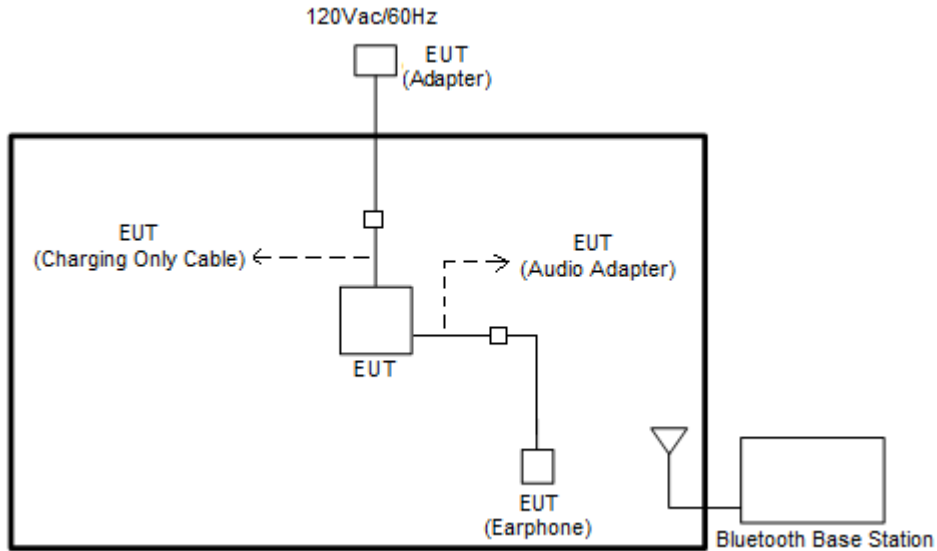 120Vac/60Hz
EUT
(Adapter)
EUT
(Charging Only Cable)
EUT
(Audio Adapter)
EUT
EUT
(Earphone)
Bluetooth Base Station